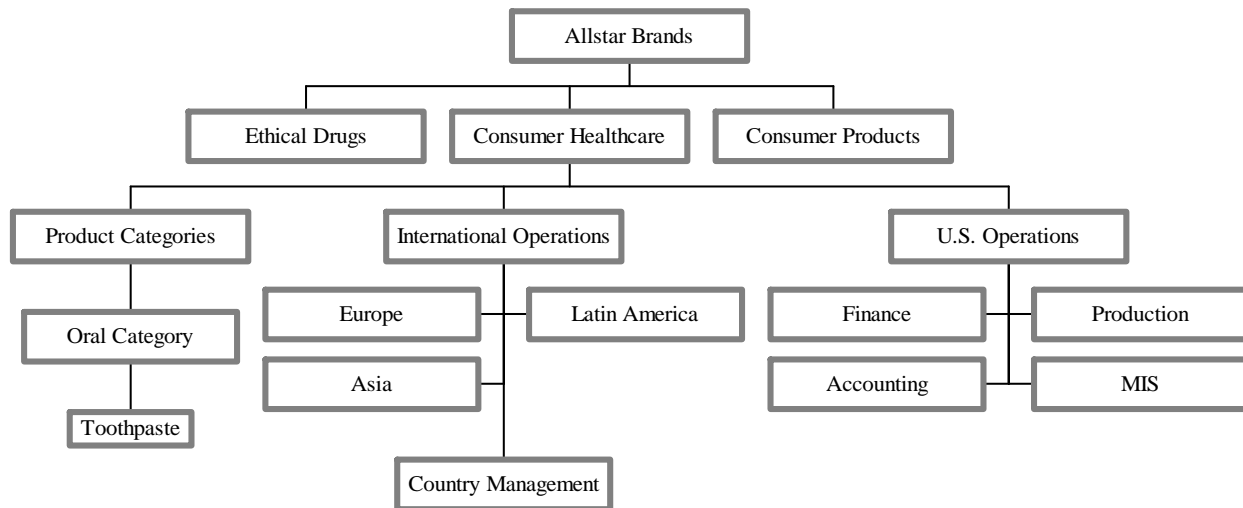 Allstar Brands
Ethical Drugs
Consumer Healthcare
Consumer Products
Product Categories
International Operations
U.S. Operations
Europe
Latin America
Finance
Production
Oral Category
Asia
Accounting
MIS
Toothpaste
Country Management